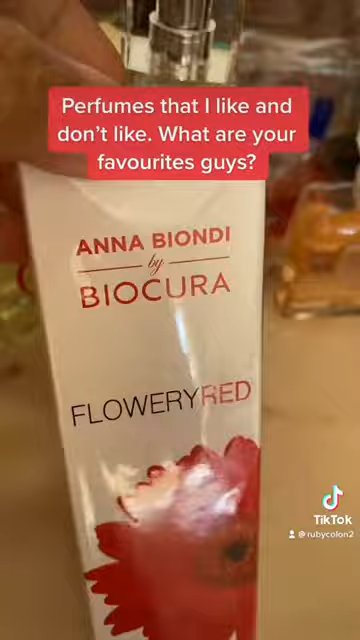 Perfumes that I like and
don't like. What are your
favourites guys?
ANNA BIONDI
by
BIOCURA
FLOWERYRED
TikTok
@rubycolon2